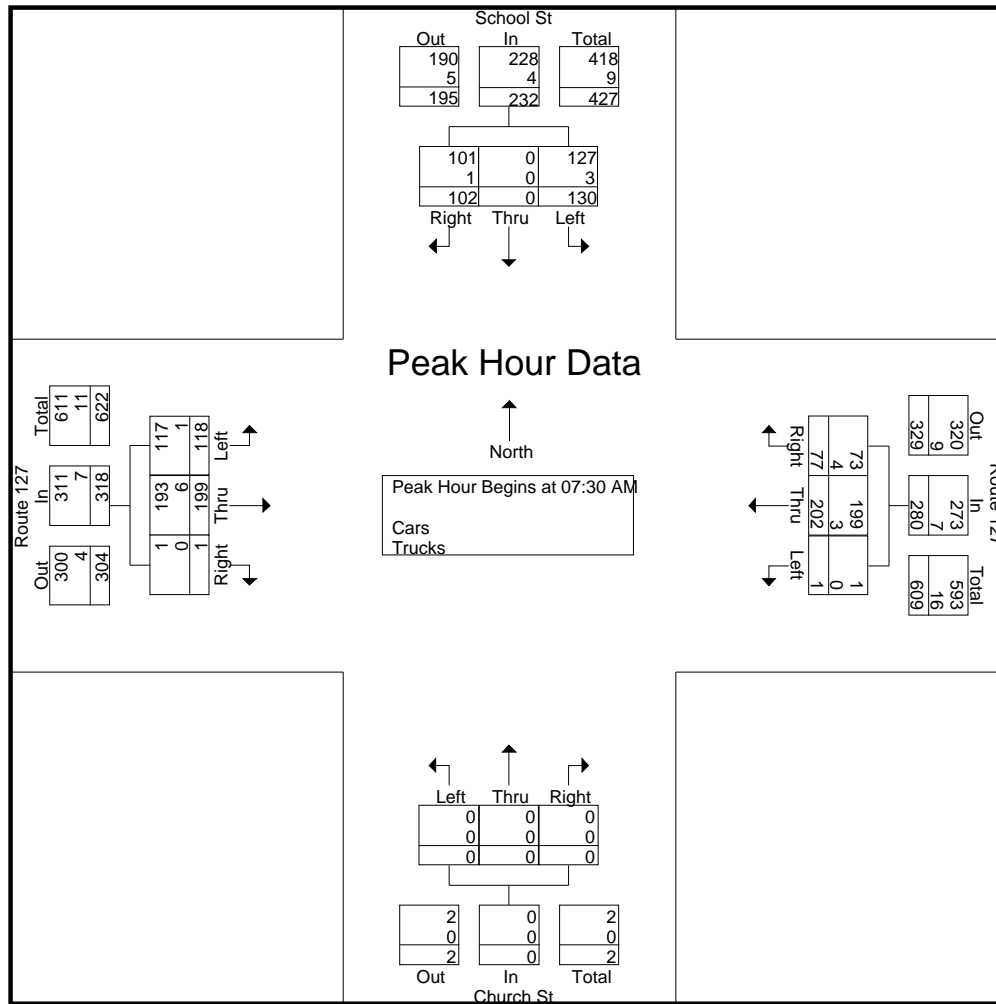 School St
Out In Total
190 228 418
5 4 9
195 232 427
101 0 127
1 0 3
102 0 130
Right Thru Left
Peak Hour Data
North
Peak Hour Begins at 07:30 AM
Cars
Trucks
Route 127
Total In Out
611 311 300
11 7 4
622 318 304
117 193 1
1 6 0
118 199 1
Left Thru Right
Route 127
Out In Total
320 273 593
9 7 16
329 280 609
73 199 1
4 3 0
77 202 1
Right Thru Left
Left Thru Right
0 0 0
0 0 0
0 0 0
2 0 2
0 0 0
2 0 2
Out In Total
Church St